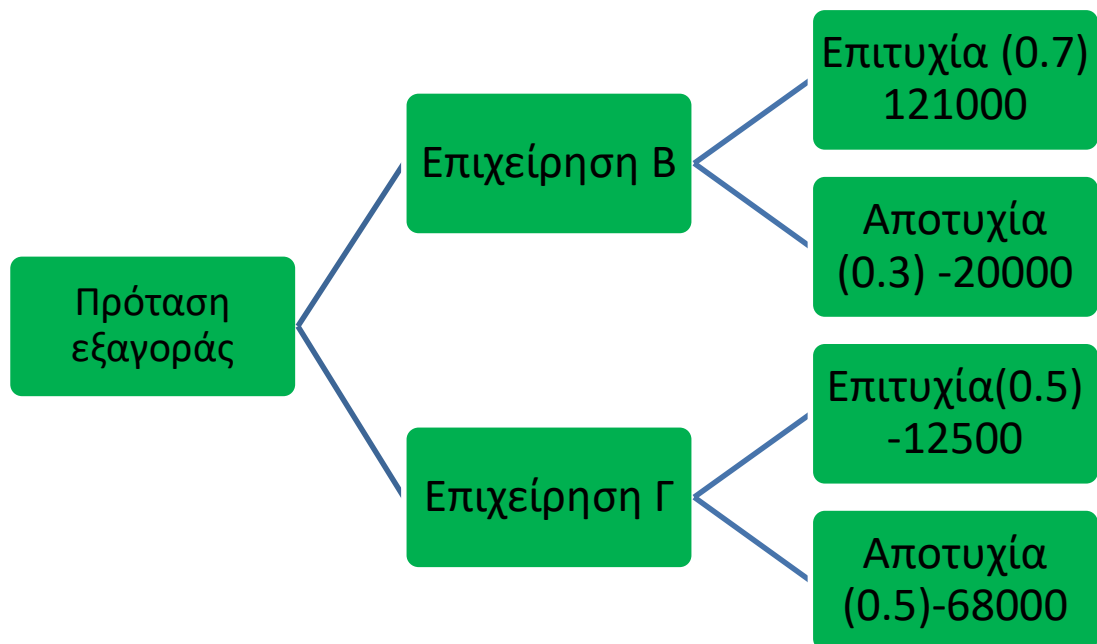 Πρόταση
εξαγοράς
Επιχείρηση Β
Επιτυχία (0.7)
121000
Αποτυχία
(0.3) -20000
Επιχείρηση Γ
Επιτυχία(0.5)
-12500
Αποτυχία
(0.5)-68000